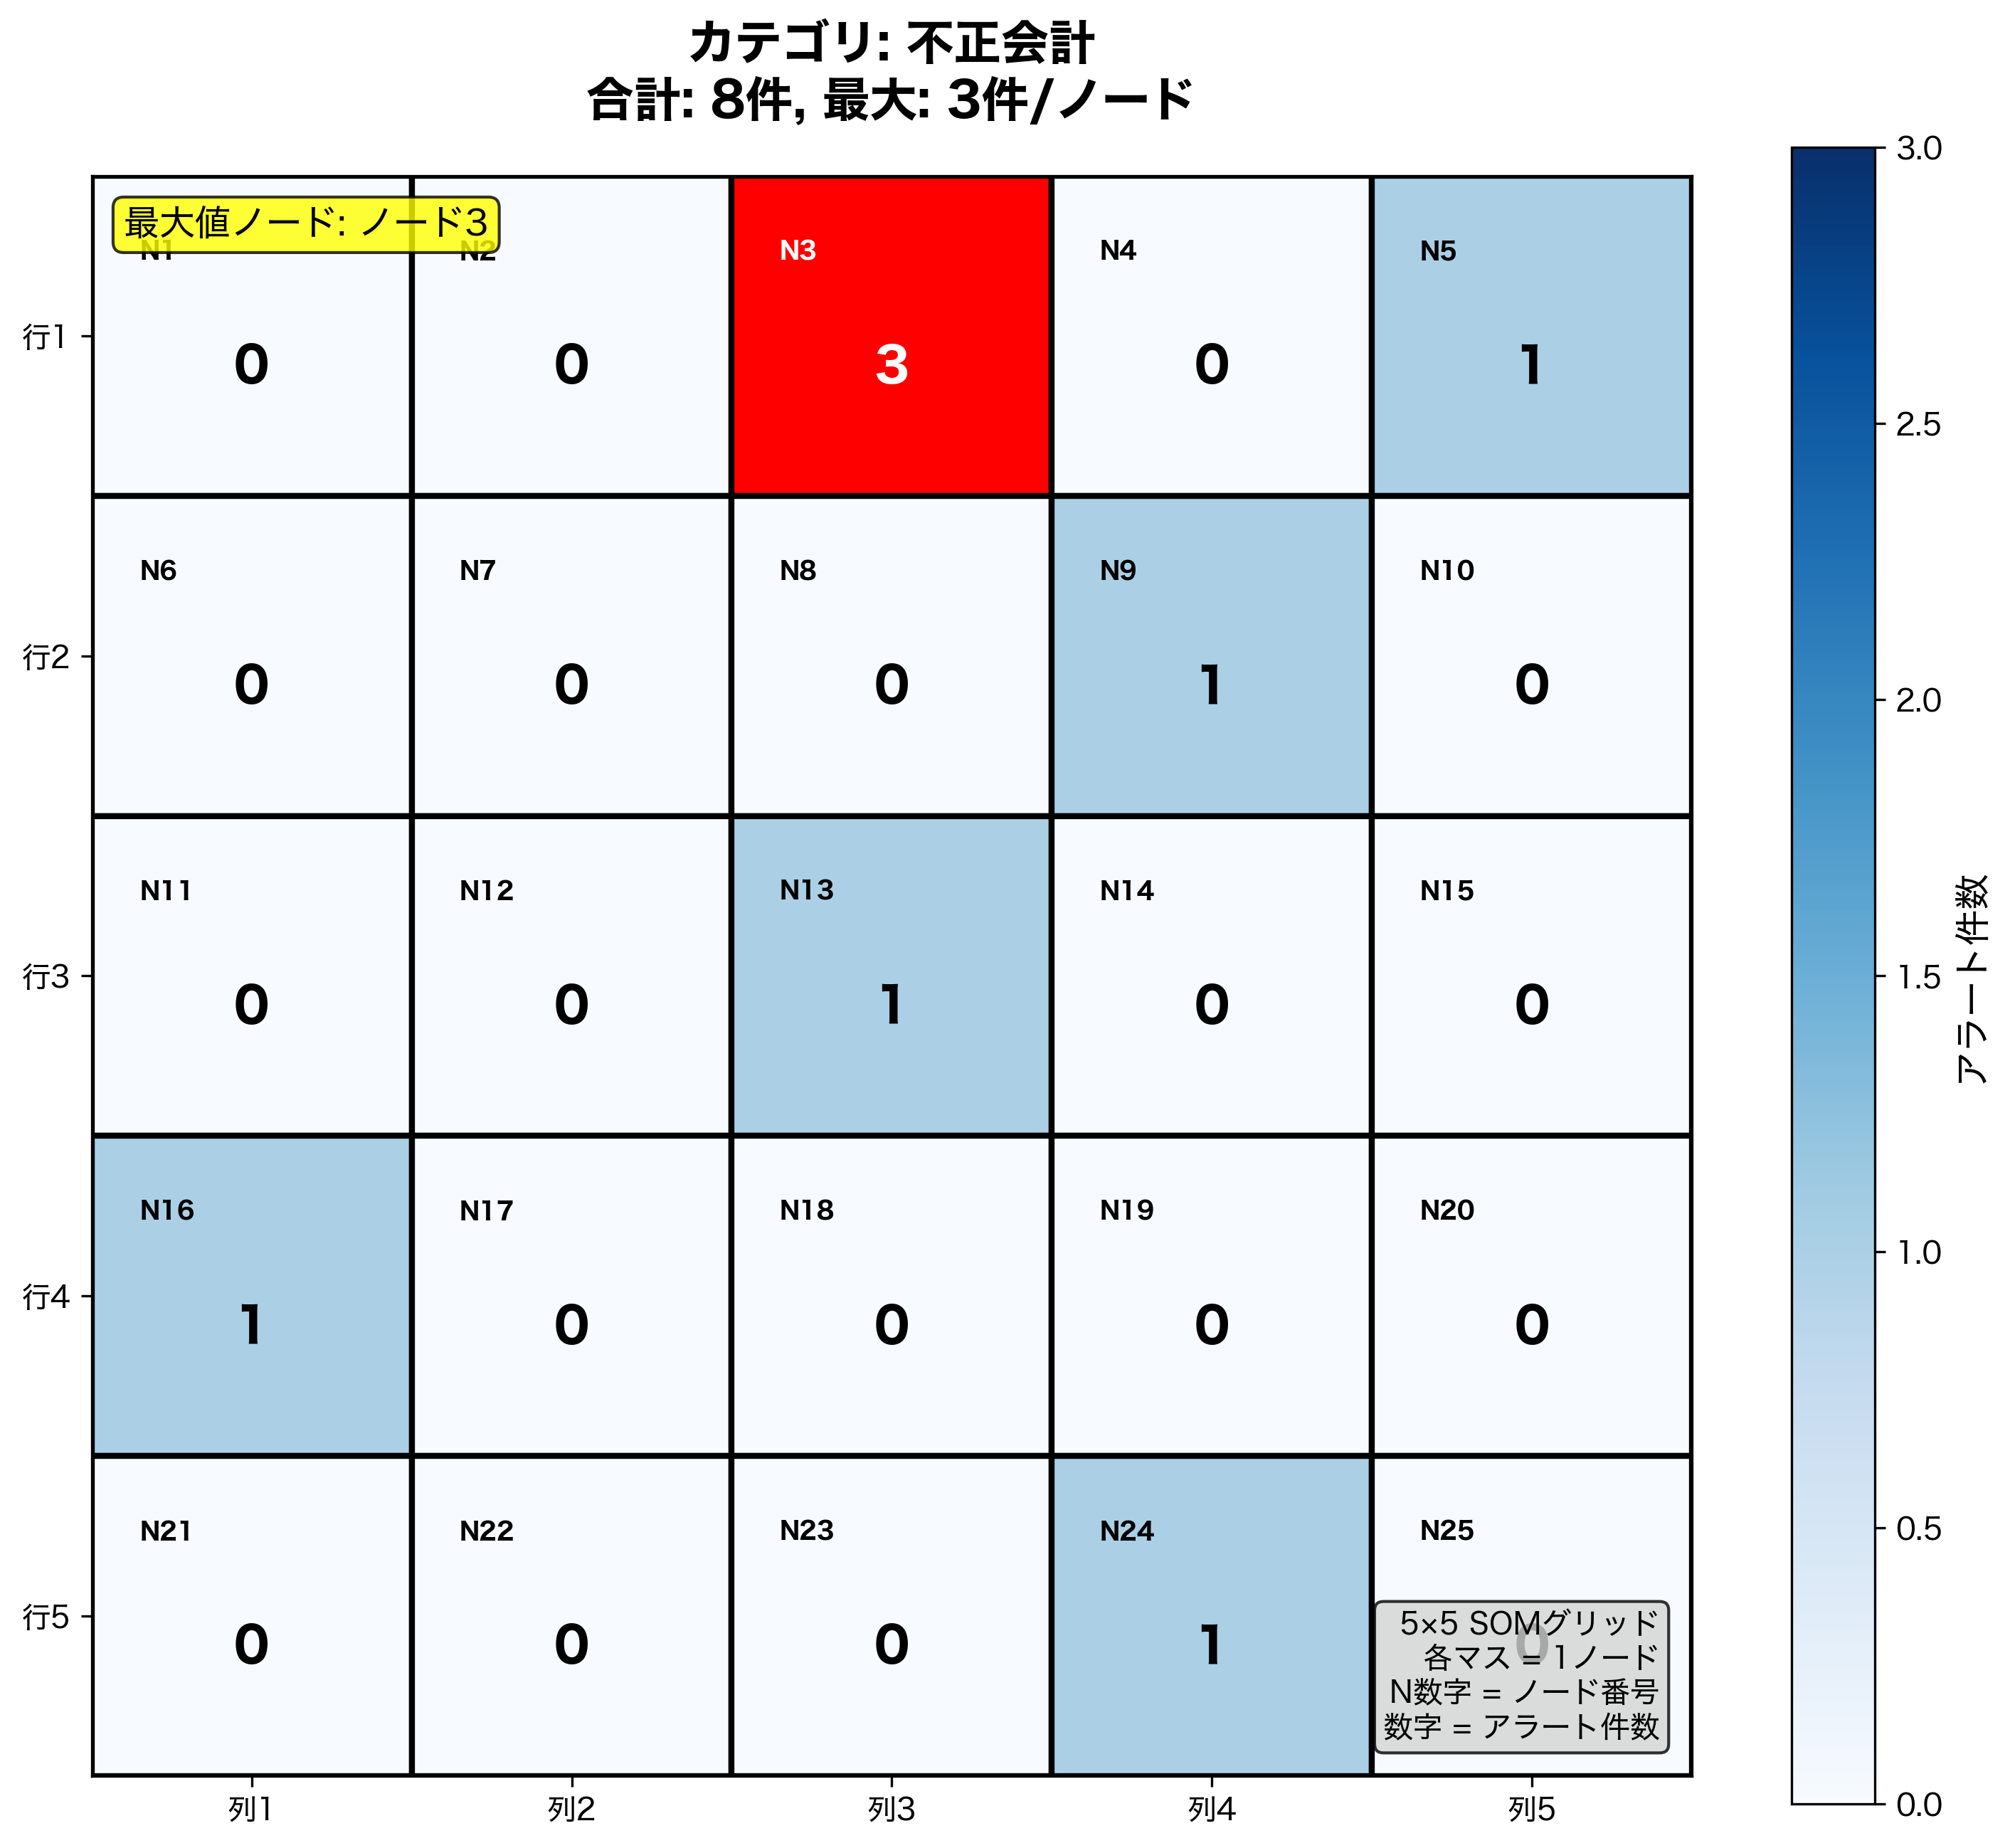 カテゴリ: 不正会計
合計: 8件, 最大: 3件/ノード
最大値ノード: ノード3
N1
N2
N3
N4
N5
行1
0
0
3
0
1
N6
N7
N8
N9
N10
行2
0
0
0
1
0
N11
N12
N13
N14
N15
行3
0
0
1
0
0
N16
N17
N18
N19
N20
行4
1
0
0
0
0
N21
N22
N23
N24
N25
行5
0
0
0
1
0
5×5 SOMグリッド
各マス = 1ノード
N数字 = ノード番号
数字 = アラート件数
列1
列2
列3
列4
列5
3.0
2.5
2.0
1.5
1.0
0.5
0.0
アラート件数